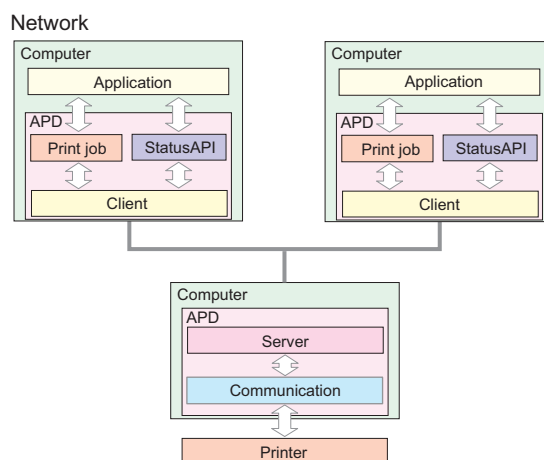 Network
Computer
Application
APD
Print job
StatusAPI
Client
Computer
Application
APD
Print job
StatusAPI
Client
Computer
APD
Server
Communication
Printer